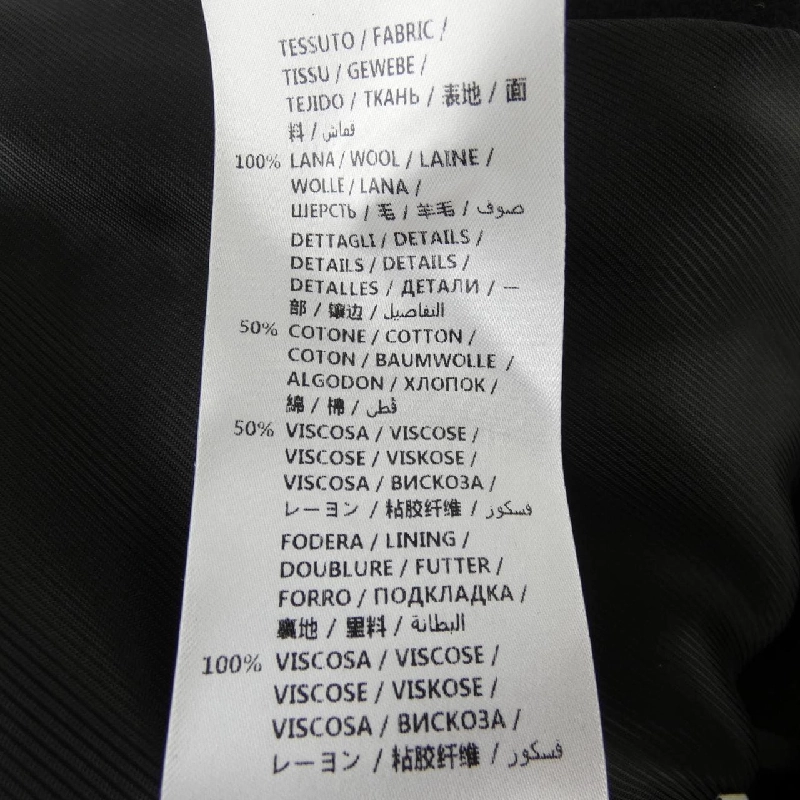 TESSUTO / FABRIC /
TISSU / GEWEBE /
TEJIDO / ТКАНЬ / 表地 / 面
料 / قماش
100% LANA / WOOL / LAINE /
WOLLE / LANA /
ШЕРСТЬ / 毛 / 羊毛 / صوف
DETTAGLI / DETAILS /
DETAILS / DETAILS /
DETALLES / ДЕТАЛИ / 一
部 / 镶边 / التفاصيل
50% COTONE / COTTON /
COTON / BAUMWOLLE /
ALGODON / ХЛОПОК /
綿 / 棉 / قطن
50% VISCOSA / VISCOSE /
VISCOSE / VISKOSE /
VISCOSA / ВИСКОЗА /
レーヨン / 粘胶纤维 / فسكوز
FODERA / LINING /
DOUBLURE / FUTTER /
FORRO / ПОДКЛАДКА /
裏地 / 里料 / البطانة
100% VISCOSA / VISCOSE /
VISCOSE / VISKOSE /
VISCOSA / ВИСКОЗА /
レーヨン / 粘胶纤维 / فسكوز